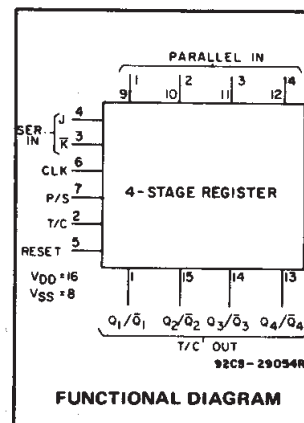 PARALLEL IN
1 2 3 4
9 10 11 12
SER IN
J 4
K̅ 3
CLK 6
P/S 7
T/C 2
RESET 5
4-STAGE REGISTER
VDD =16
VSS =8
1 15 14 13
Q1/Q̅1 Q2/Q̅2 Q3/Q̅3 Q4/Q̅4
T/C OUT
92CS-29054R
FUNCTIONAL DIAGRAM